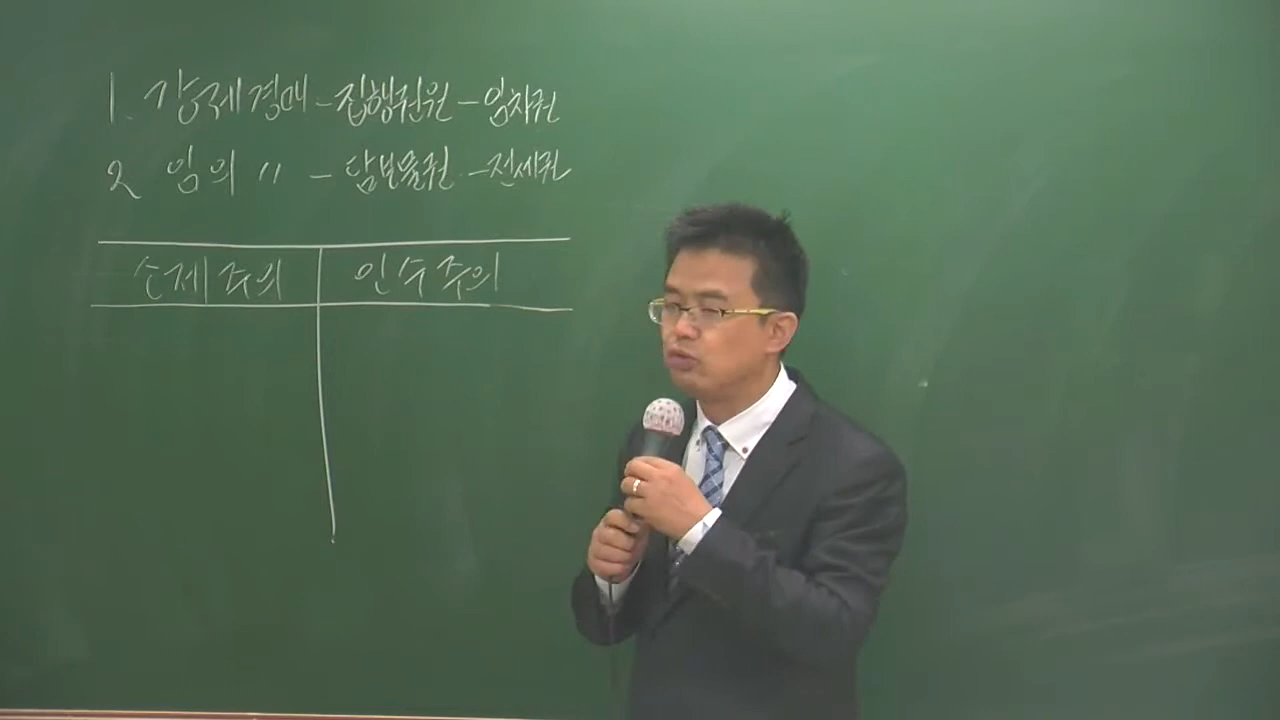 1. 강제경매-집행권원-임차권
2 임의 〃 - 담보물권 -전세권
소제주의 인수주의